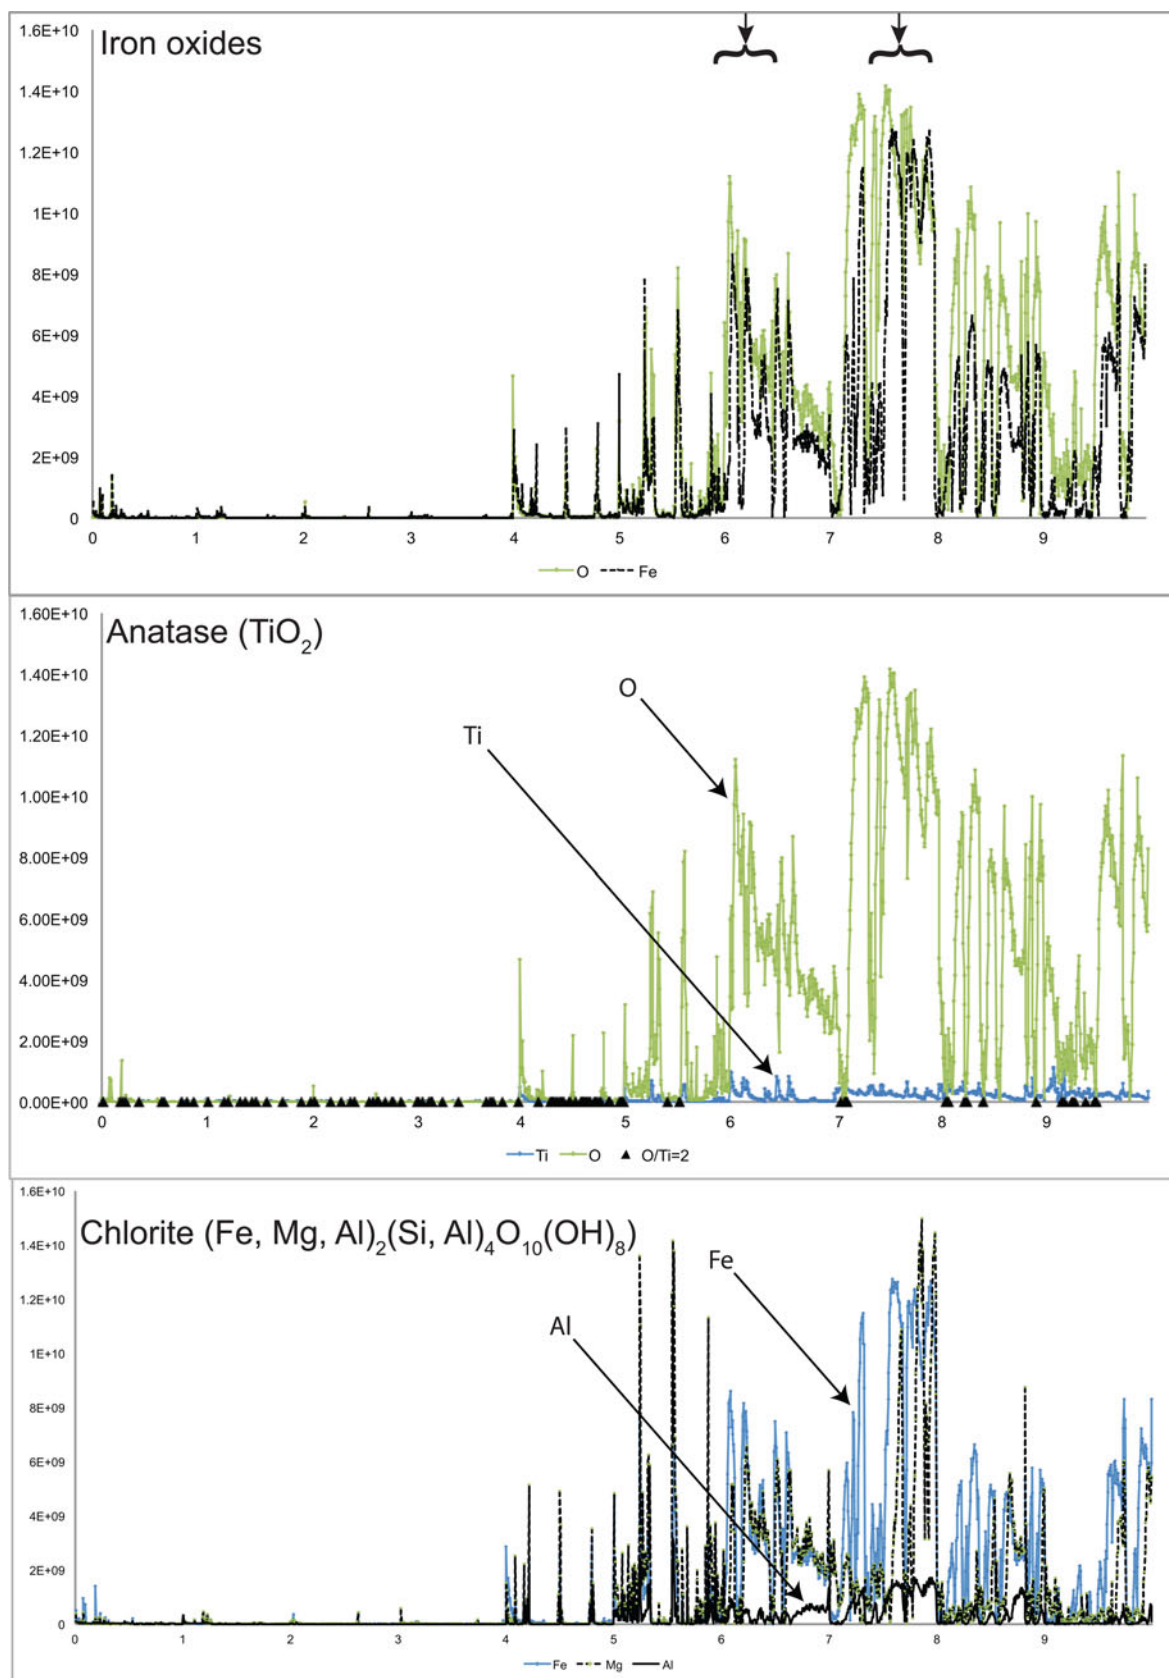 Iron oxides
1.6E+10
1.4E+10
1.2E+10
1E+10
8E+09
6E+09
4E+09
2E+09
0
0 1 2 3 4 5 6 7 8 9
O Fe
Anatase (TiO2)
1.60E+10
1.40E+10
1.20E+10
1.00E+10
8.00E+09
6.00E+09
4.00E+09
2.00E+09
0.00E+00
O
Ti
0 1 2 3 4 5 6 7 8 9
Ti O ▲ O/Ti=2
Chlorite (Fe, Mg, Al)2(Si, Al)4O10(OH)8)
1.6E+10
1.4E+10
1.2E+10
1E+10
8E+09
6E+09
4E+09
2E+09
0
Fe
Al
0 1 2 3 4 5 6 7 8 9
Fe Mg Al